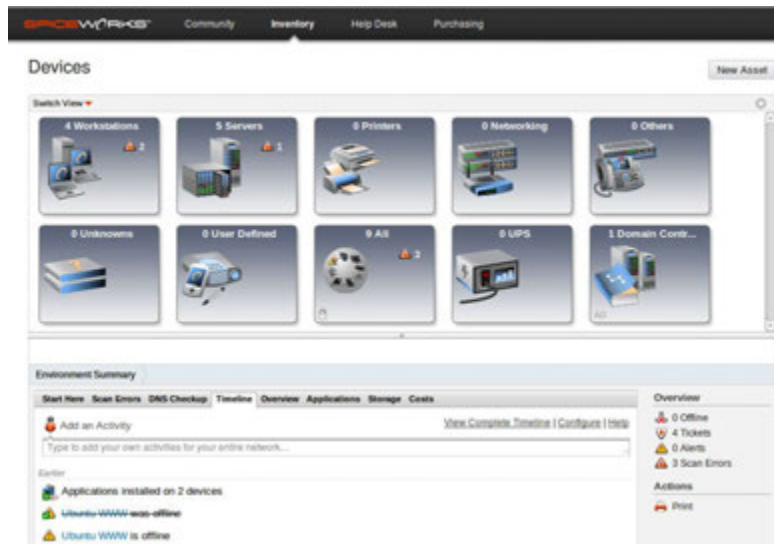 SPICEWORKS
Community Inventory Help Desk Purchasing
Devices
New Asset
Switch View
4 Workstations
2
5 Servers
1
0 Printers
0 Networking
0 Others
0 Unknowns
0 User Defined
9 All
3
0 UPS
1 Domain Contr...
AD
Environment Summary
Start Here Scan Errors DNS Checkup Timeline Overview Applications Storage Costs
Add an Activity
View Complete Timeline | Configure | Help
Type to add your own activities for your entire network...
Earlier
Applications installed on 2 devices
Ubuntu WWW was offline
Ubuntu WWW is offline
Overview
0 Offline
4 Tickets
0 Alerts
3 Scan Errors
Actions
Print